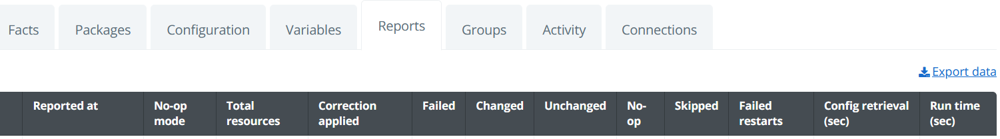 Facts Packages Configuration Variables Reports Groups Activity Connections
Export data
Reported at No-op mode Total resources Correction applied Failed Changed Unchanged No-op Skipped Failed restarts Config retrieval (sec) Run time (sec)